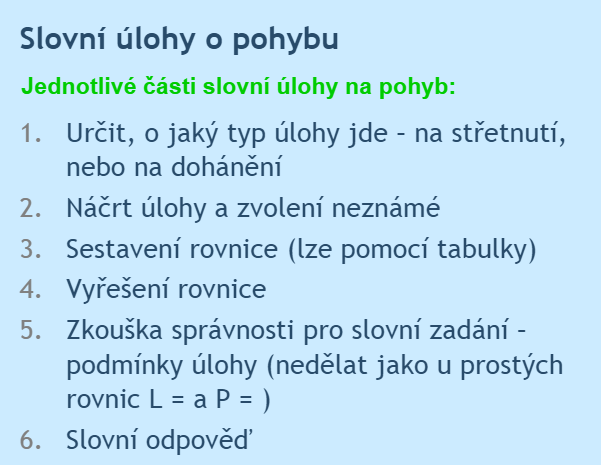 Slovní úlohy o pohybu
Jednotlivé části slovní úlohy na pohyb:
1. Určit, o jaký typ úlohy jde – na střetnutí,
nebo na dohánění
2. Náčrt úlohy a zvolení neznámé
3. Sestavení rovnice (lze pomocí tabulky)
4. Vyřešení rovnice
5. Zkouška správnosti pro slovní zadání –
podmínky úlohy (nedělat jako u prostých
rovnic L = a P = )
6. Slovní odpověď